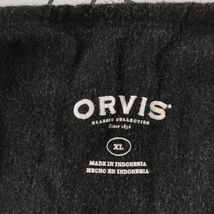 ORVIS®
CLASSIC COLLECTION
Since 1856
XL
MADE IN INDONESIA
HECHO EN INDONESIA